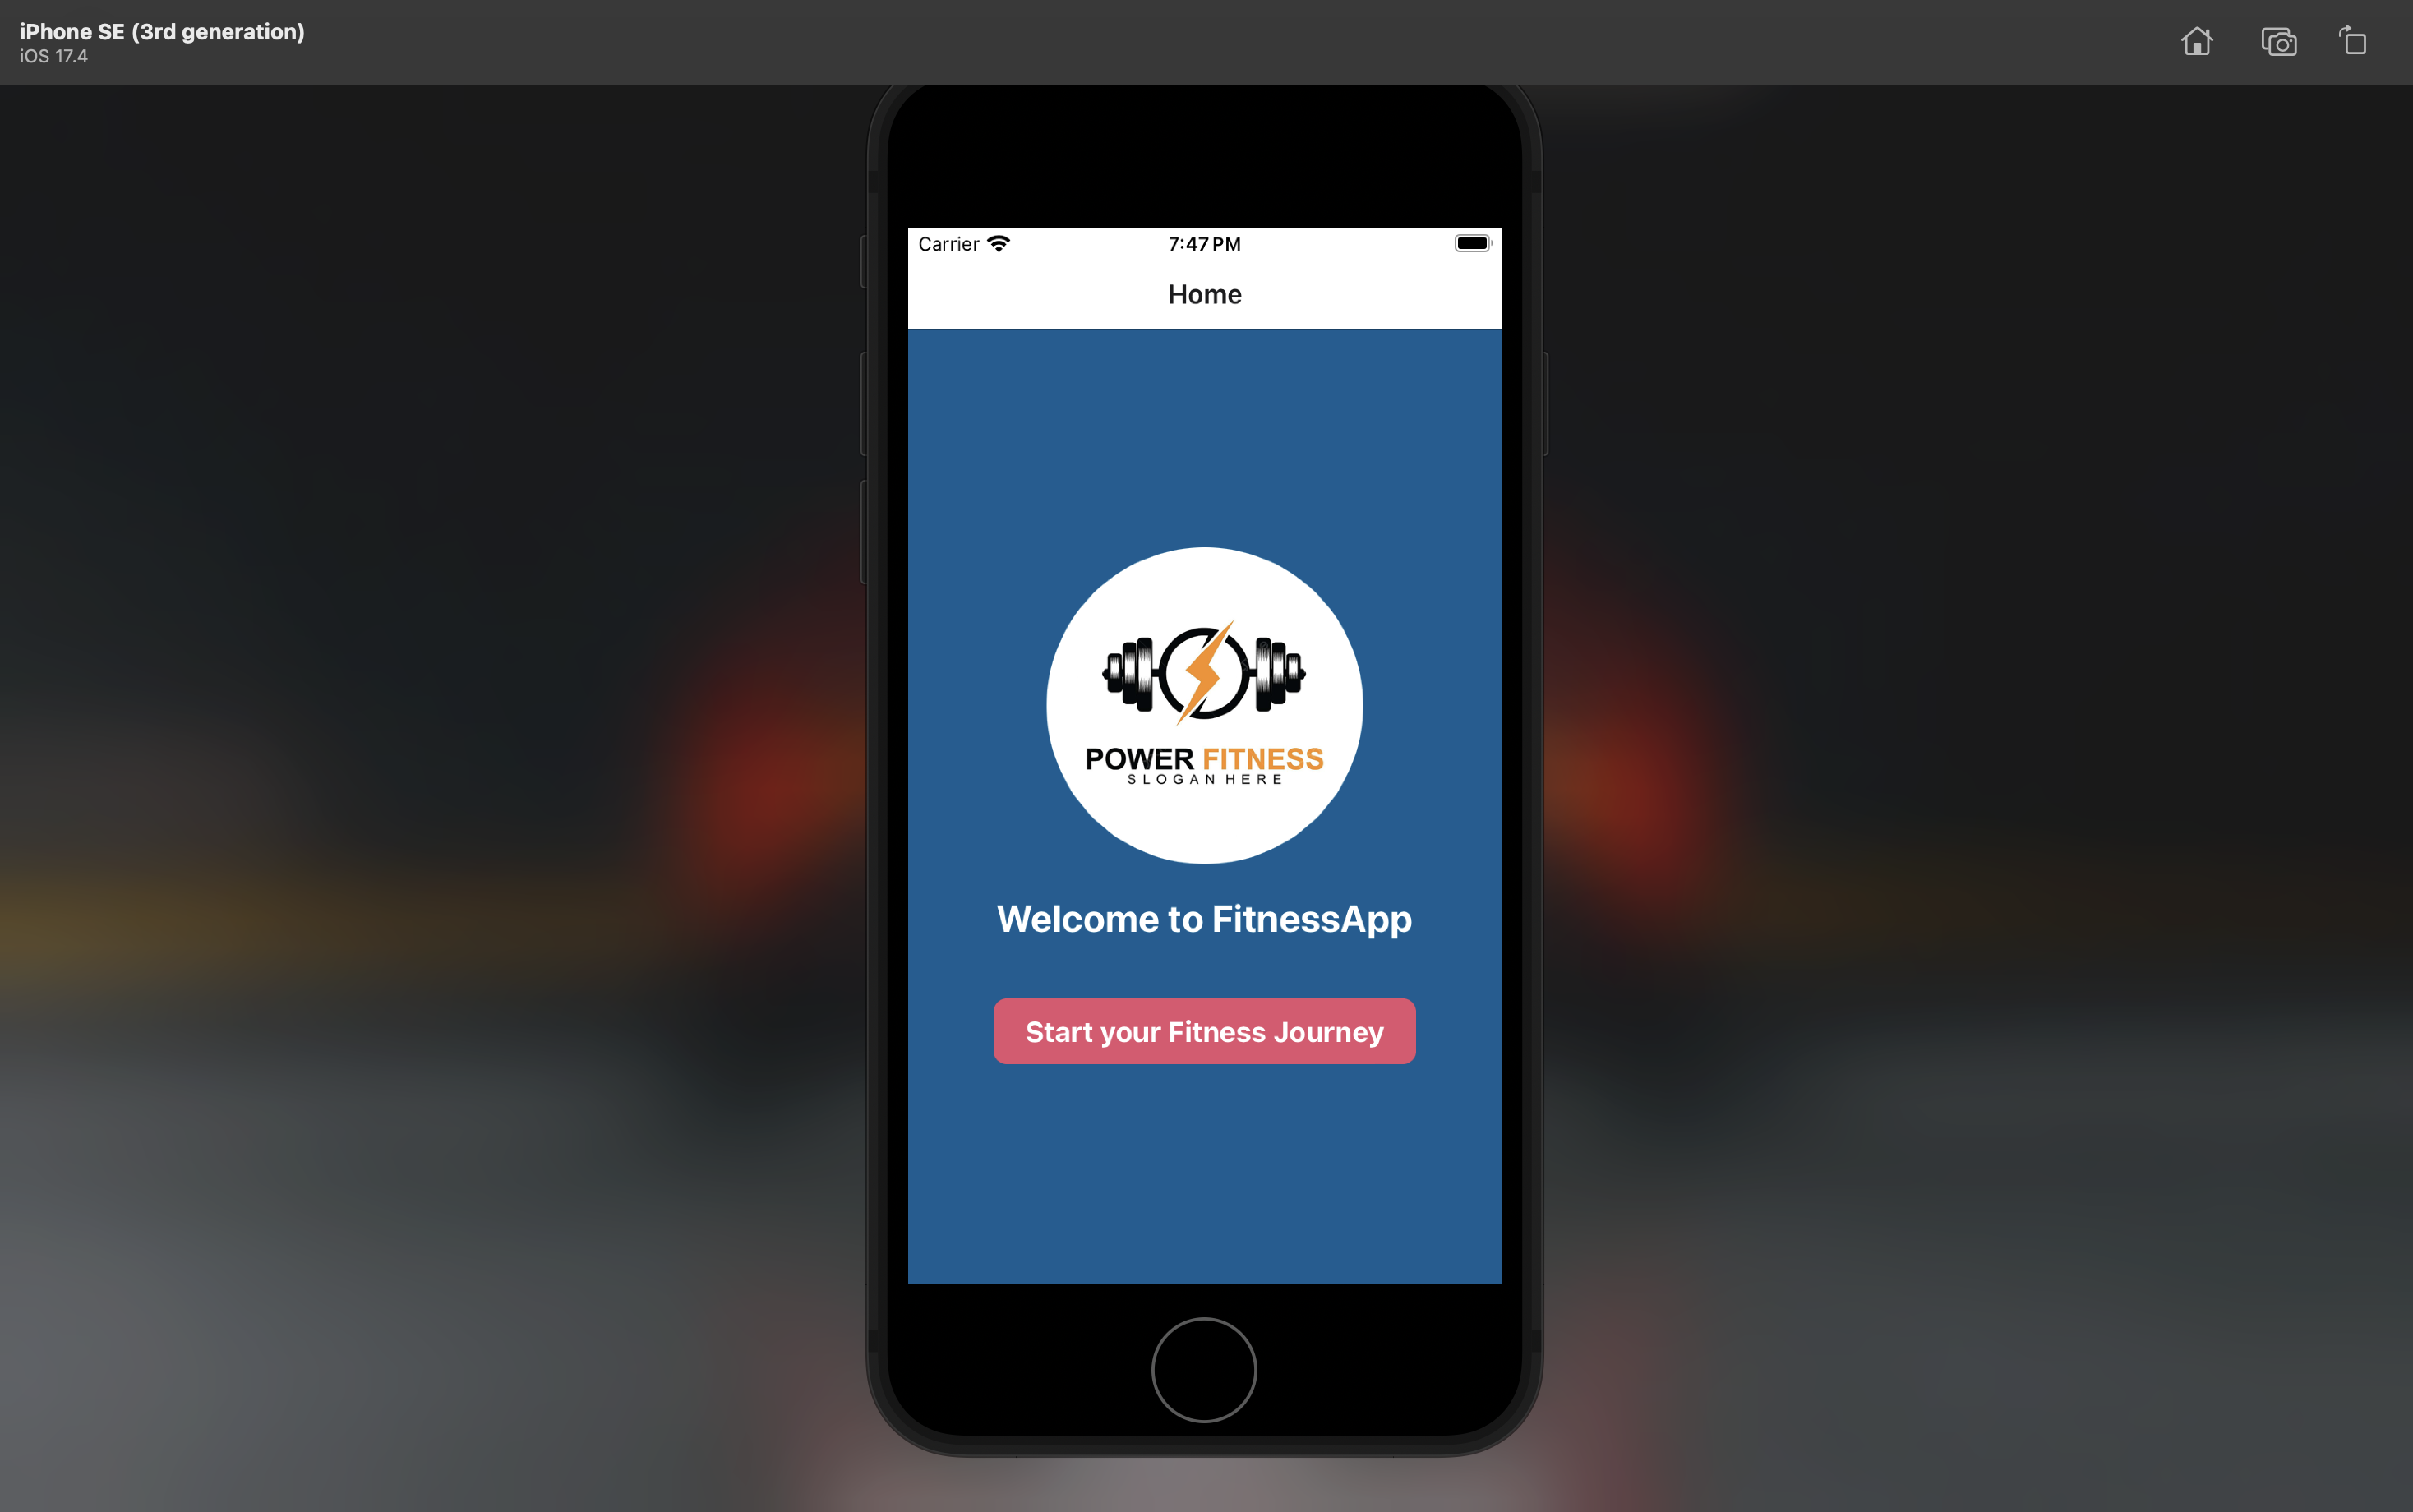 iPhone SE (3rd generation)
iOS 17.4
Carrier 7:47 PM
Home
POWER FITNESS
SLOGAN HERE
Welcome to FitnessApp
Start your Fitness Journey